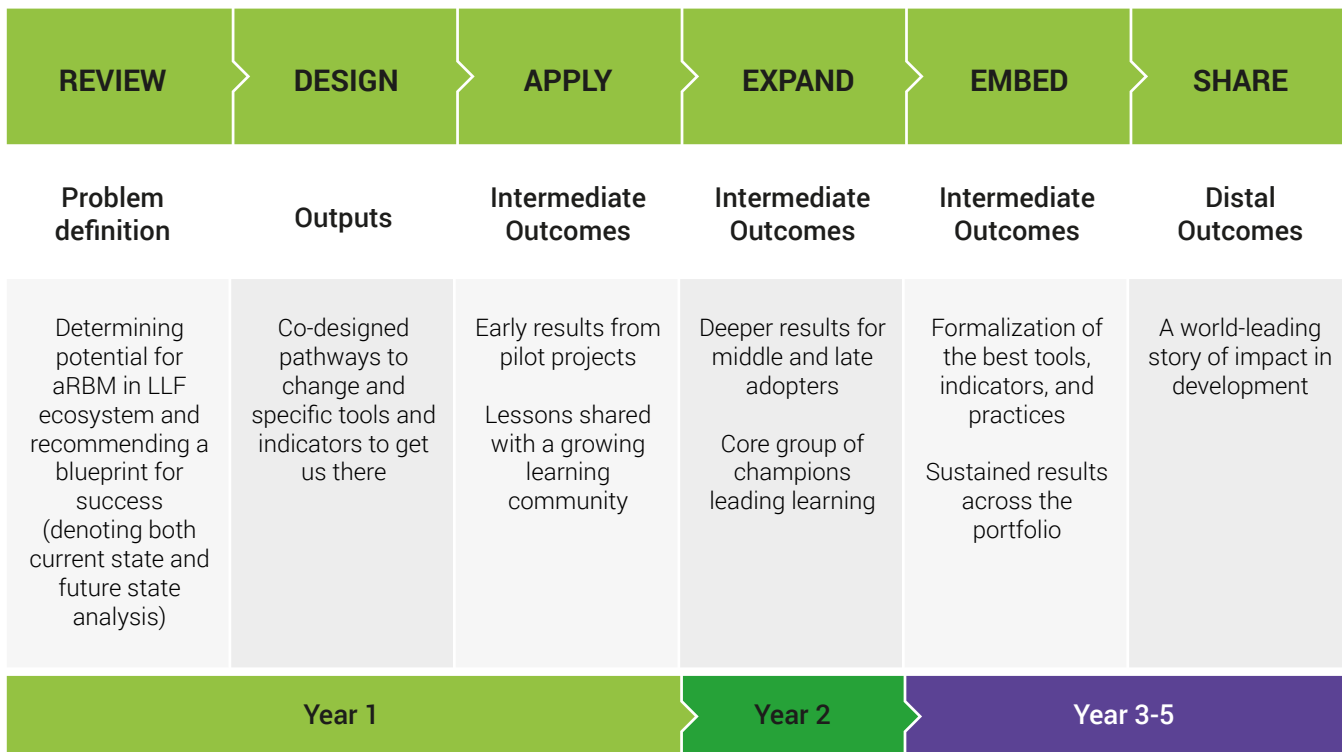 REVIEW
DESIGN
APPLY
EXPAND
EMBED
SHARE
Problem
definition
Outputs
Intermediate
Outcomes
Intermediate
Outcomes
Intermediate
Outcomes
Distal
Outcomes
Determining
potential for
aRBM in LLF
ecosystem and
recommending a
blueprint for
success
(denoting both
current state and
future state
analysis)
Co-designed
pathways to
change and
specific tools and
indicators to get
us there
Early results from
pilot projects
Lessons shared
with a growing
learning
community
Deeper results for
middle and late
adopters
Core group of
champions
leading learning
Formalization of
the best tools,
indicators, and
practices
Sustained results
across the
portfolio
A world-leading
story of impact in
development
Year 1
Year 2
Year 3-5